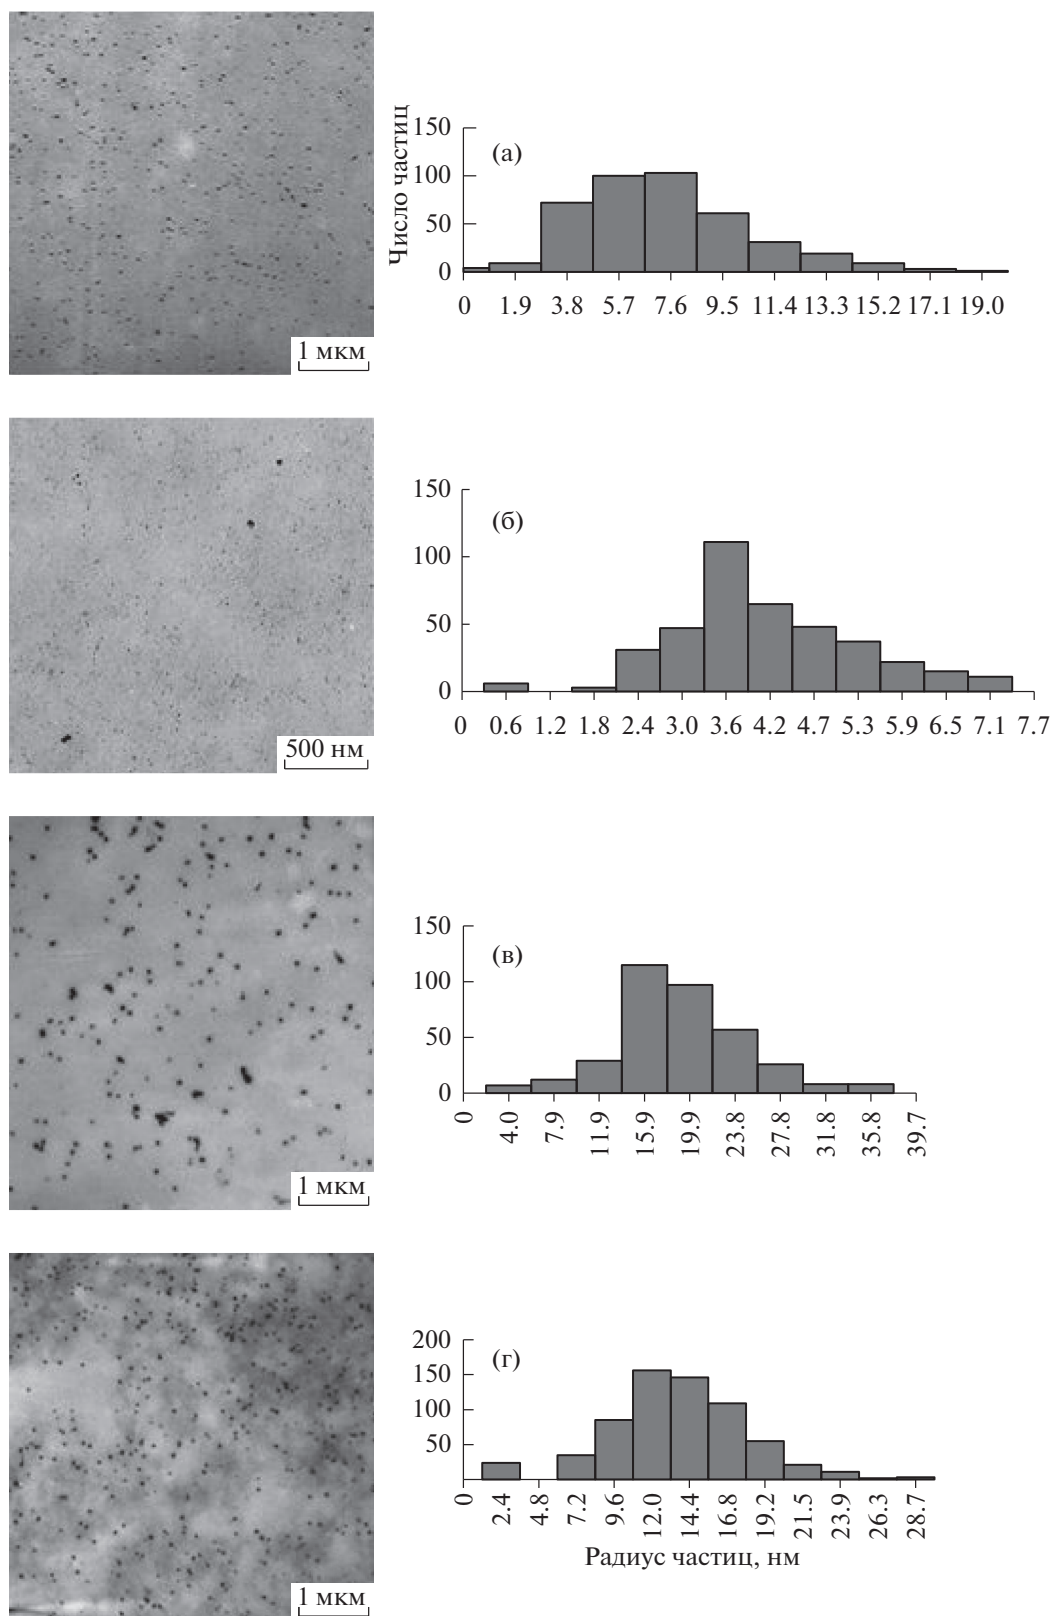 Число частиц
150
(а)
100
50
0
0 1.9 3.8 5.7 7.6 9.5 11.4 13.3 15.2 17.1 19.0
1 мкм
150
(б)
100
50
0
0 0.6 1.2 1.8 2.4 3.0 3.6 4.2 4.7 5.3 5.9 6.5 7.1 7.7
500 нм
150
(в)
100
50
0
0 4.0 7.9 11.9 15.9 19.9 23.8 27.8 31.8 35.8 39.7
1 мкм
200
(г)
150
100
50
0 2.4 4.8 7.2 9.6 12.0 14.4 16.8 19.2 21.5 23.9 26.3 28.7
Радиус частиц, нм
1 мкм